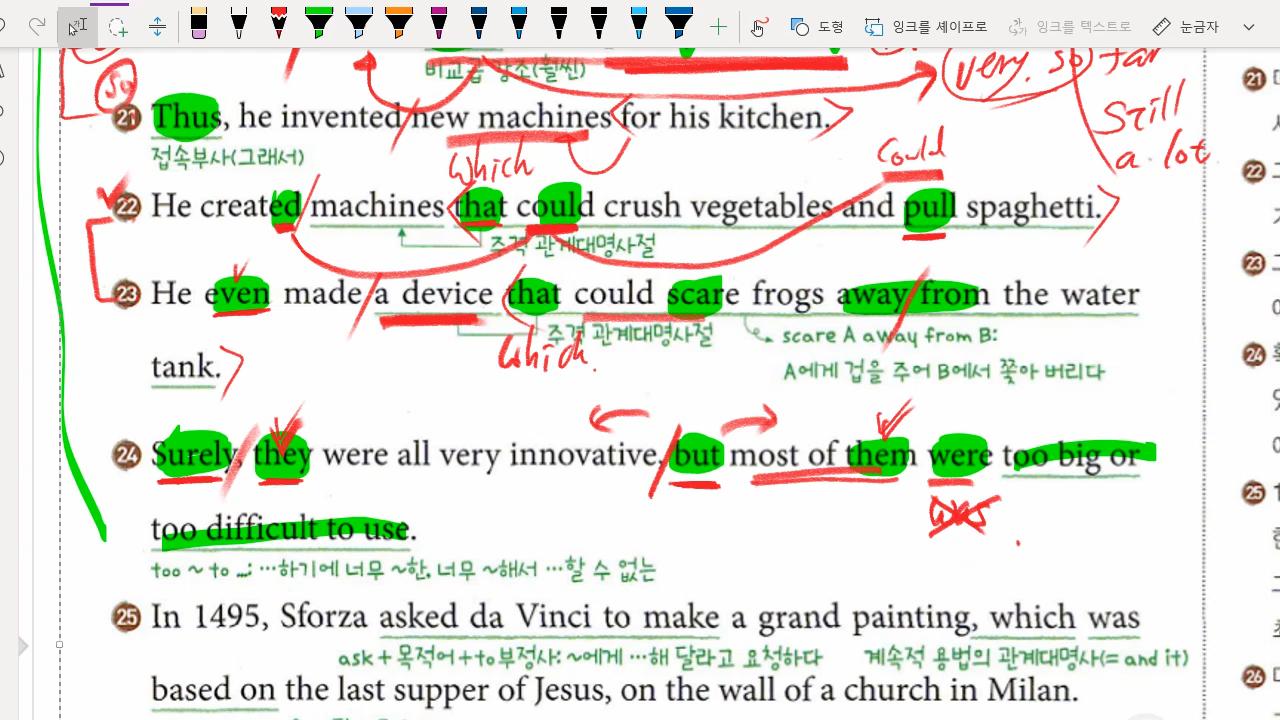 도형 잉크를 셰이프로 잉크를 텍스트로 눈금자
비교급 강조(훨씬)
very, so far
Still
a lot
so
21 Thus, he invented new machines for his kitchen.
접속부사(그래서)
which
could
22 He created machines that could crush vegetables and pull spaghetti.
주격 관계대명사절
23 He even made a device that could scare frogs away from the water
주격 관계대명사절
scare A away from B:
which.
tank.
A에게 겁을 주어 B에서 쫓아 버리다
24 Surely, they were all very innovative, but most of them were too big or
was
too difficult to use.
too ~ to ...: …하기에 너무 ~한, 너무 ~해서 …할 수 없는
25 In 1495, Sforza asked da Vinci to make a grand painting, which was
ask+목적어+to부정사: ~에게 …해 달라고 요청하다 계속적 용법의 관계대명사(= and it)
based on the last supper of Jesus, on the wall of a church in Milan.
21
22
23
24
25
26